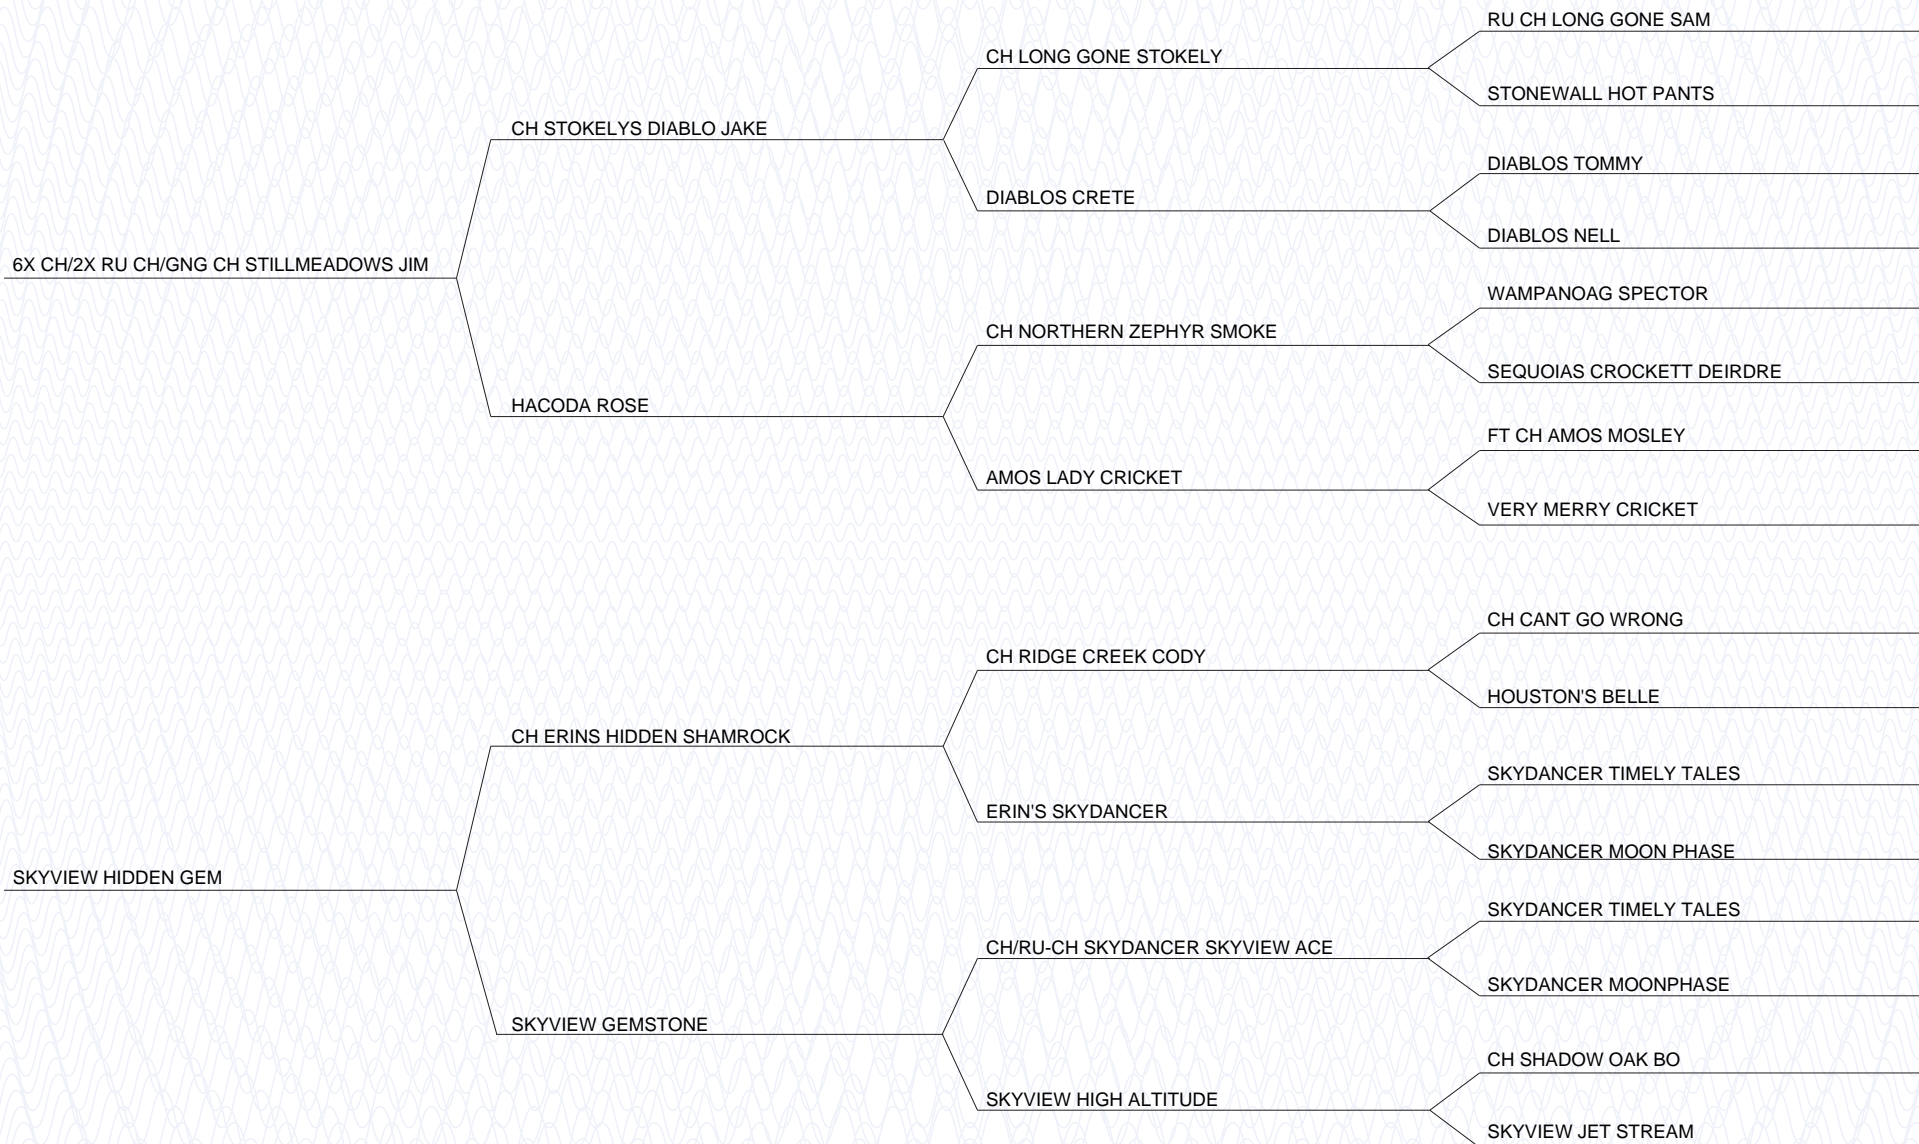 RU CH LONG GONE SAM
CH LONG GONE STOKELY
STONEWALL HOT PANTS
CH STOKELYS DIABLO JAKE
DIABLOS TOMMY
DIABLOS CRETE
DIABLOS NELL
6X CH/2X RU CH/GNG CH STILLMEADOWS JIM
WAMPANOAG SPECTOR
CH NORTHERN ZEPHYR SMOKE
SEQUOIAS CROCKETT DEIRDRE
HACODA ROSE
FT CH AMOS MOSLEY
AMOS LADY CRICKET
VERY MERRY CRICKET
CH CANT GO WRONG
CH RIDGE CREEK CODY
HOUSTON'S BELLE
CH ERINS HIDDEN SHAMROCK
SKYDANCER TIMELY TALES
ERIN'S SKYDANCER
SKYDANCER MOON PHASE
SKYVIEW HIDDEN GEM
SKYDANCER TIMELY TALES
CH/RU-CH SKYDANCER SKYVIEW ACE
SKYDANCER MOONPHASE
SKYVIEW GEMSTONE
CH SHADOW OAK BO
SKYVIEW HIGH ALTITUDE
SKYVIEW JET STREAM